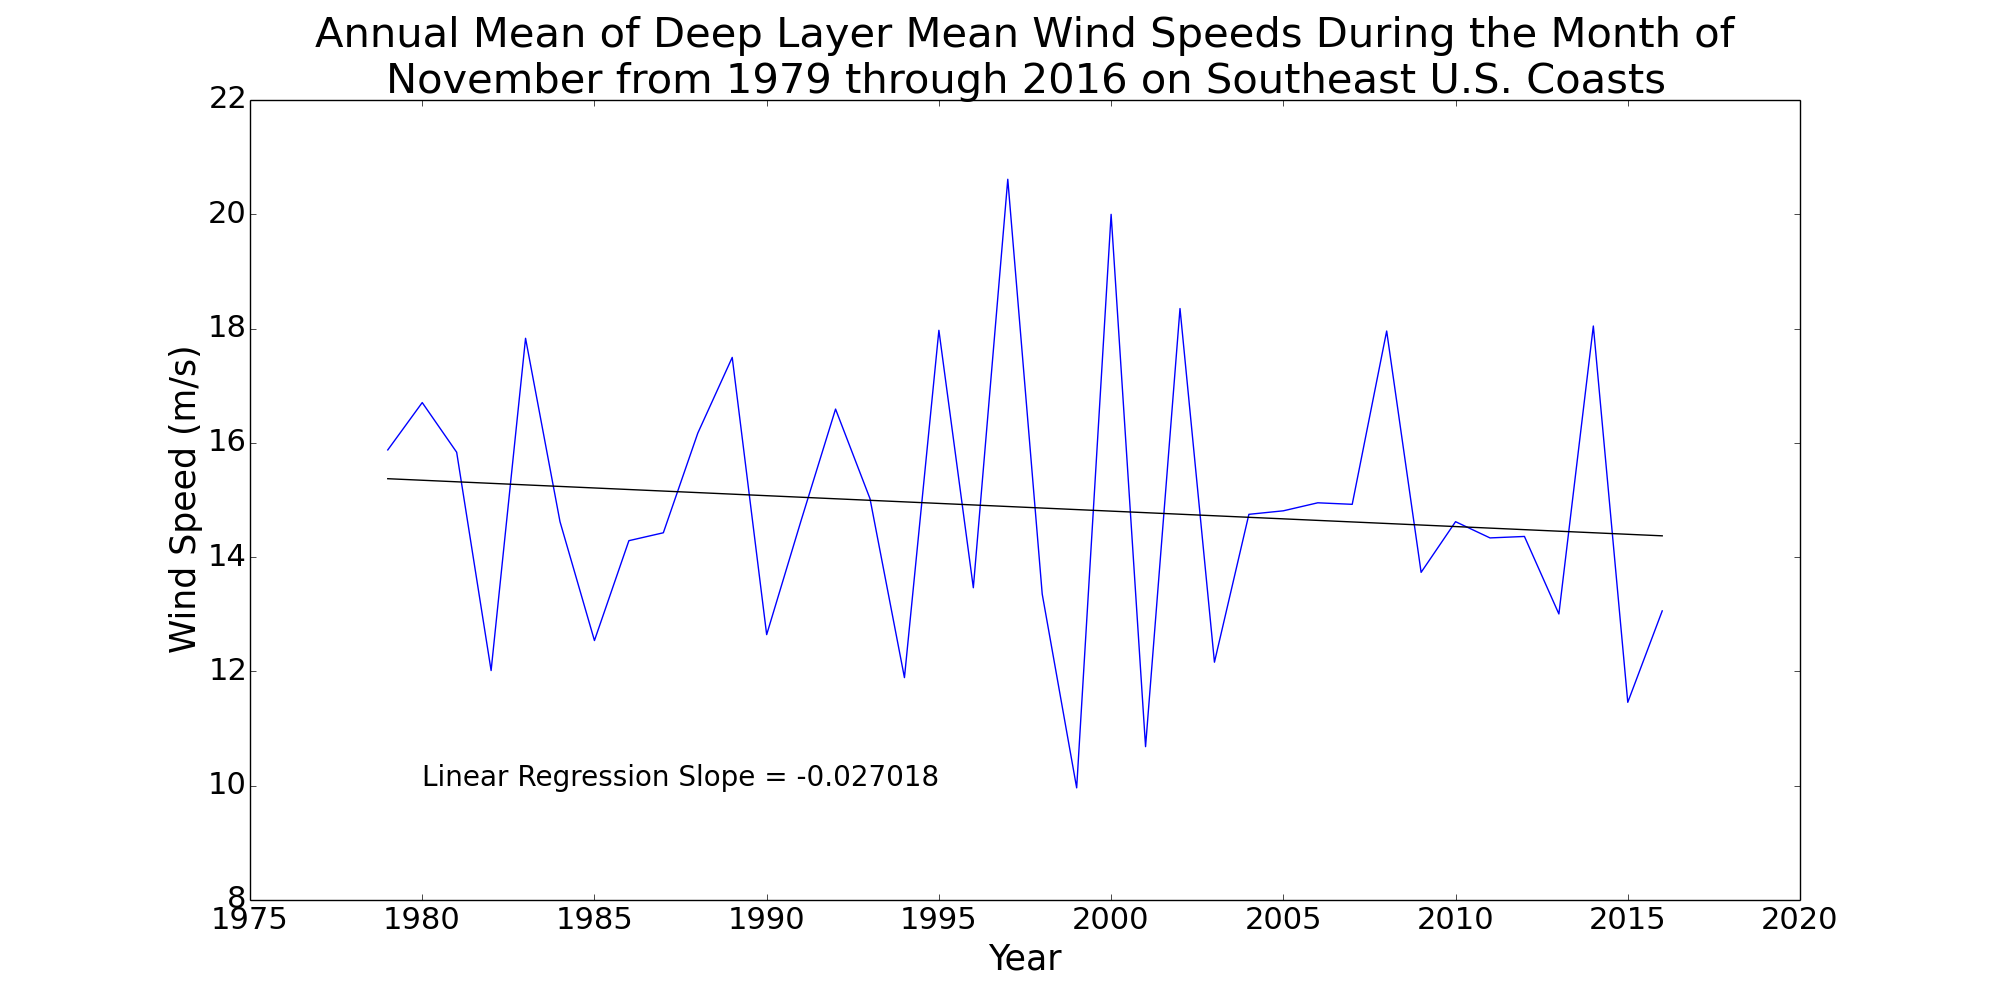 Annual Mean of Deep Layer Mean Wind Speeds During the Month of
November from 1979 through 2016 on Southeast U.S. Coasts
22
20
18
16
14
12
10
8
Wind Speed (m/s)
Linear Regression Slope = -0.027018
1975 1980 1985 1990 1995 2000 2005 2010 2015 2020
Year